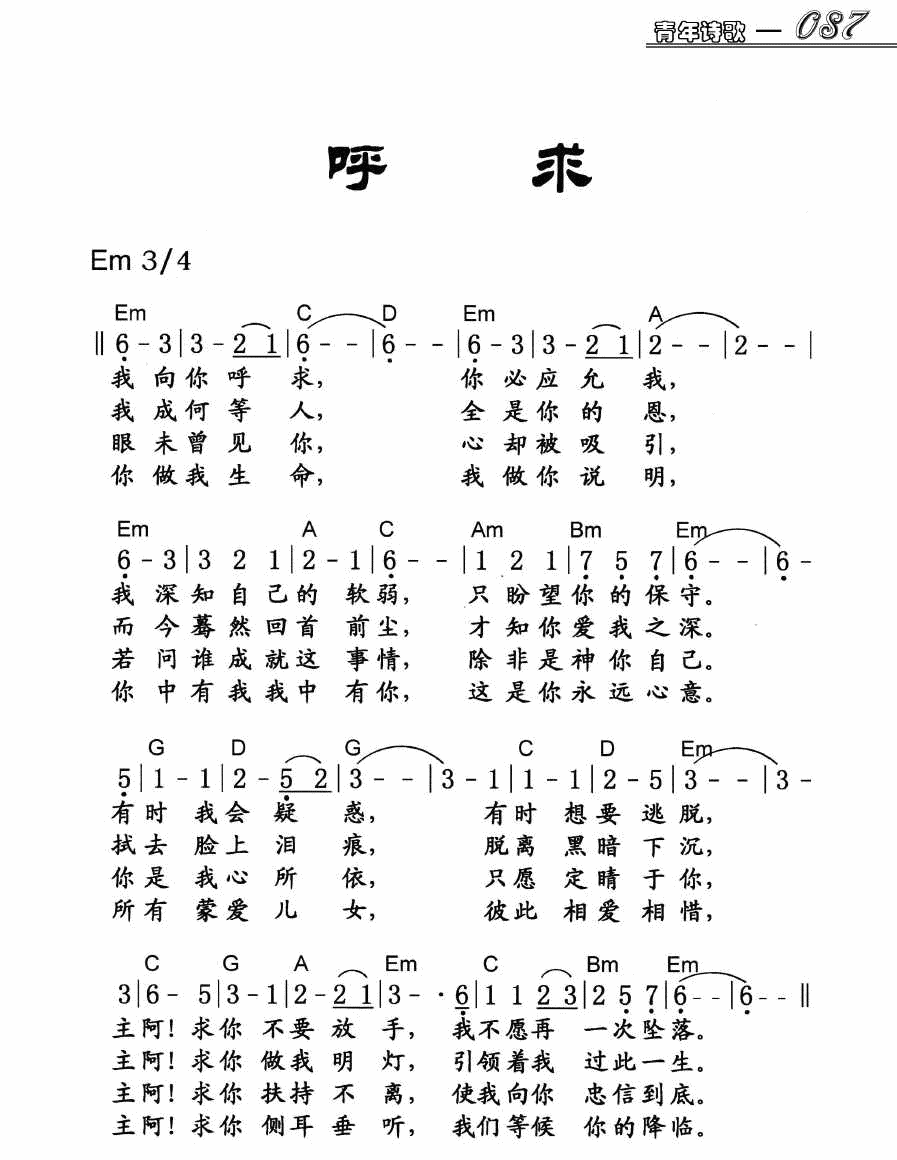 青年诗歌 — 087
呼 求
Em 3/4
Em C D Em A
‖ 6 - 3 | 3 - 2 1 | 6 - - | 6 - - | 6 - 3 | 3 - 2 1 | 2 - - | 2 - - |
我 向 你 呼 求, 你 必 应 允 我,
我 成 何 等 人, 全 是 你 的 恩,
眼 未 曾 见 你, 心 却 被 吸 引,
你 做 我 生 命, 我 做 你 说 明,
Em A C Am Bm Em
6 - 3 | 3 2 1 | 2 - 1 | 6 - - | 1 2 1 | 7 5 7 | 6 - - | 6 -
我 深 知 自 己 的 软 弱, 只 盼 望 你 的 保 守。
而 今 蓦 然 回 首 前 尘, 才 知 你 爱 我 之 深。
若 问 谁 成 就 这 事 情, 除 非 是 神 你 自 己。
你 中 有 我 我 中 有 你, 这 是 你 永 远 心 意。
G D G C D Em
5 | 1 - 1 | 2 - 5 2 | 3 - - | 3 - 1 | 1 - 1 | 2 - 5 | 3 - - | 3 -
有 时 我 会 疑 惑, 有 时 想 要 逃 脱,
拭 去 脸 上 泪 痕, 脱 离 黑 暗 下 沉,
你 是 我 心 所 依, 只 愿 定 睛 于 你,
所 有 蒙 爱 儿 女, 彼 此 相 爱 相 惜,
C G A Em C Bm Em
3 | 6 - 5 | 3 - 1 | 2 - 2 1 | 3 - · 6 | 1 1 2 3 | 2 5 7 | 6 - - | 6 - - ‖
主 阿! 求 你 不 要 放 手, 我 不 愿 再 一 次 坠 落。
主 阿! 求 你 做 我 明 灯, 引 领 着 我 过 此 一 生。
主 阿! 求 你 扶 持 不 离, 使 我 向 你 忠 信 到 底。
主 阿! 求 你 侧 耳 垂 听, 我 们 等 候 你 的 降 临。